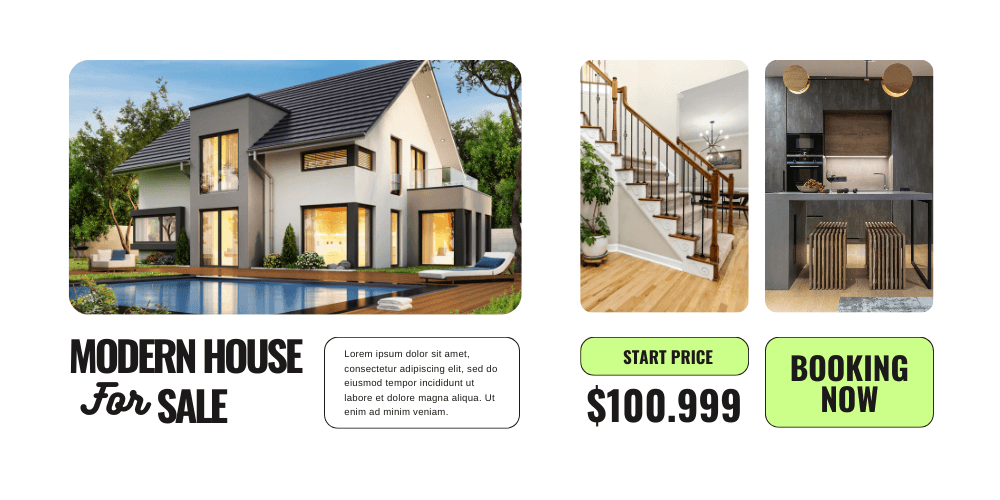 MODERN HOUSE
For SALE
Lorem ipsum dolor sit amet,
consectetur adipiscing elit, sed do
eiusmod tempor incididunt ut
labore et dolore magna aliqua. Ut
enim ad minim veniam.
START PRICE
$100.999
BOOKING
NOW